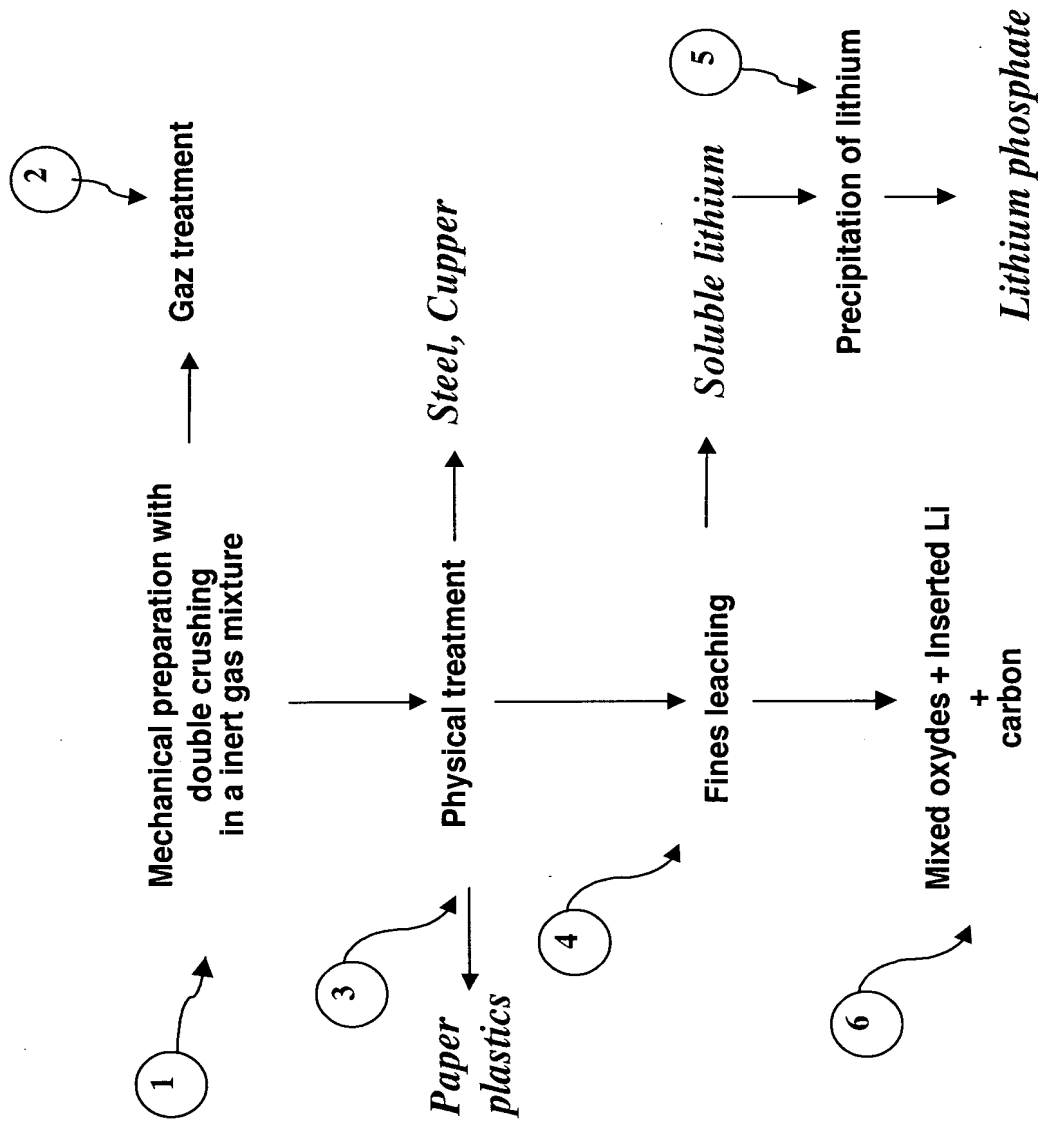 1
Mechanical preparation with
double crushing
in a inert gas mixture
2
Gaz treatment
3
Paper
plastics
Physical treatment
Steel, Cupper
4
Fines leaching
Soluble lithium
5
Precipitation of lithium
Lithium phosphate
6
Mixed oxydes + Inserted Li
+
carbon